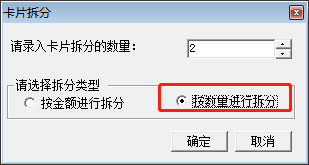 卡片拆分
请录入卡片拆分的数量：
2
请选择拆分类型
按金额进行拆分
按数量进行拆分
确定
取消